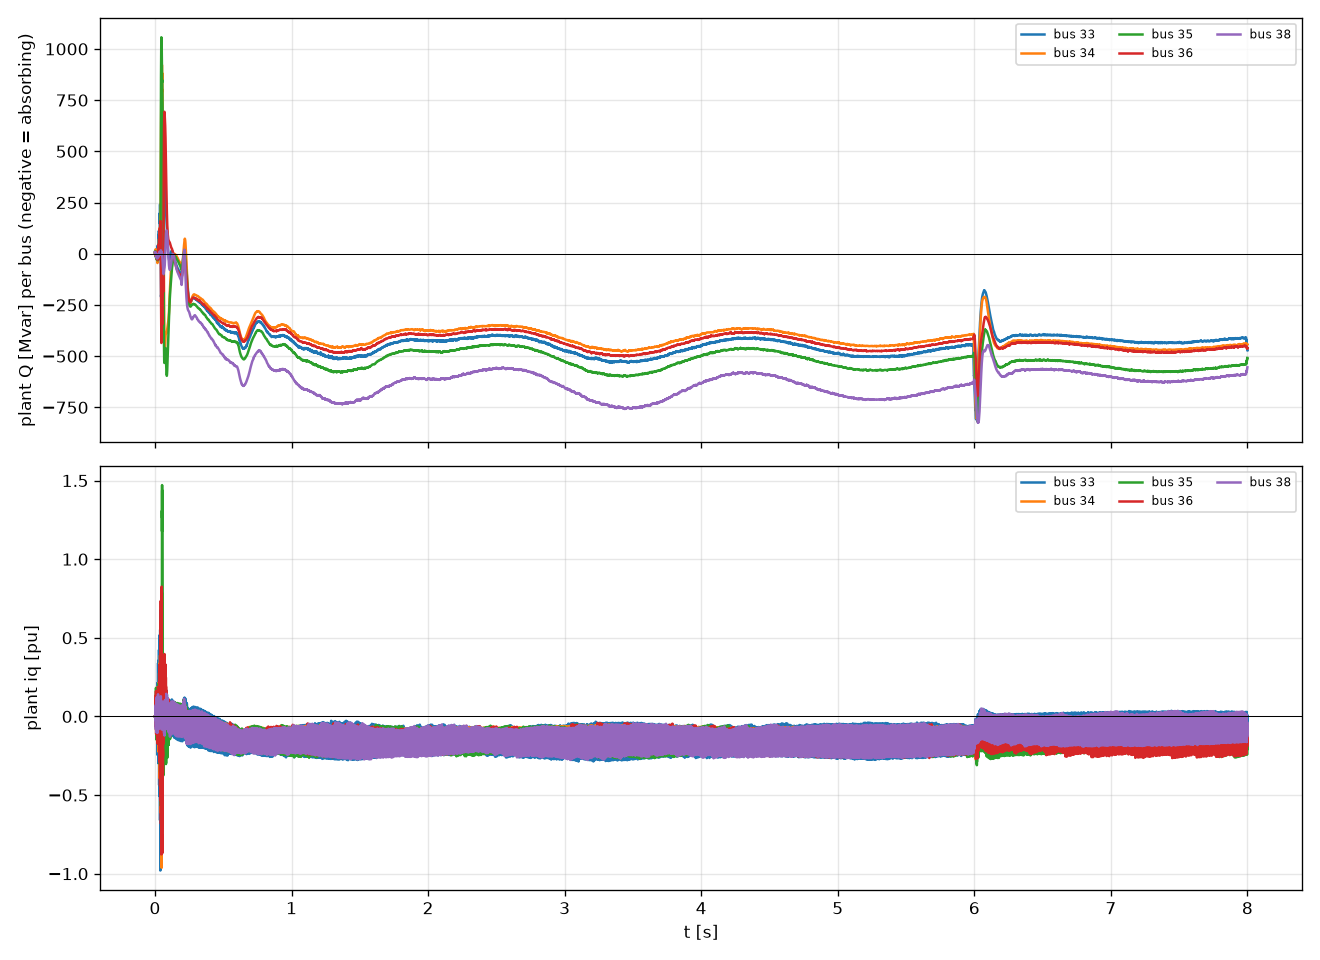 plant Q [Mvar] per bus (negative = absorbing)
1000
750
500
250
0
−250
−500
−750
bus 33 bus 35 bus 38
bus 34 bus 36
plant iq [pu]
1.5
1.0
0.5
0.0
−0.5
−1.0
bus 33 bus 35 bus 38
bus 34 bus 36
0 1 2 3 4 5 6 7 8
t [s]